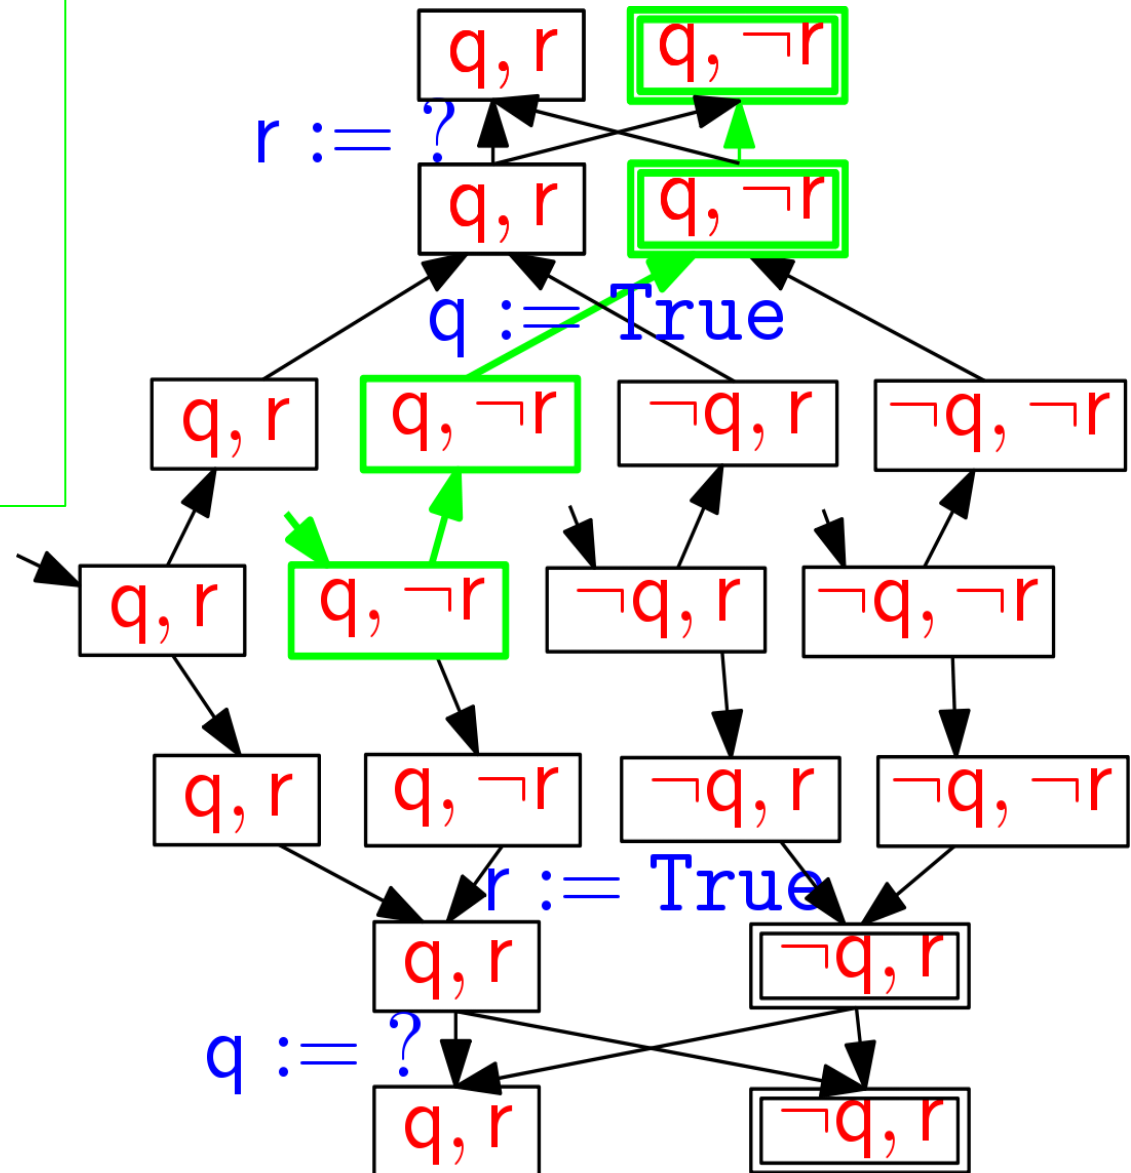 q, r q, ¬r
r := ?
q, r q, ¬r
q := True
q, r q, ¬r ¬q, r ¬q, ¬r
q, r q, ¬r ¬q, r ¬q, ¬r
q, r q, ¬r ¬q, r ¬q, ¬r
r := True
q, r ¬q, r
q := ?
q, r ¬q, r